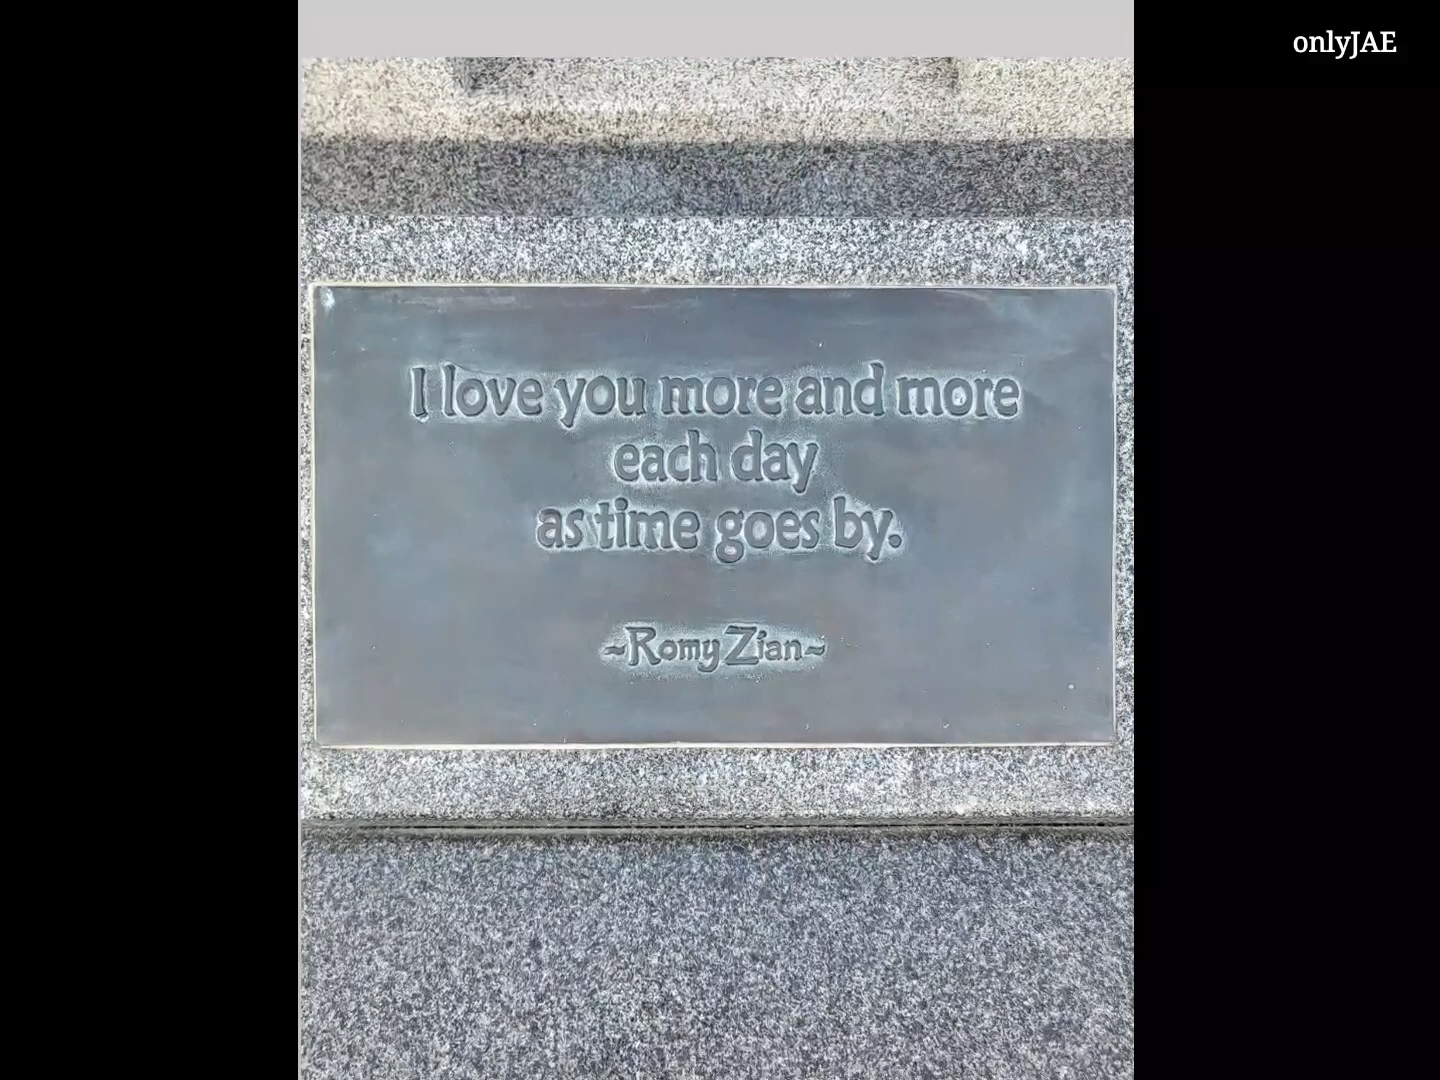 onlyJAE
I love you more and more
each day
as time goes by.
~Romy Zian~